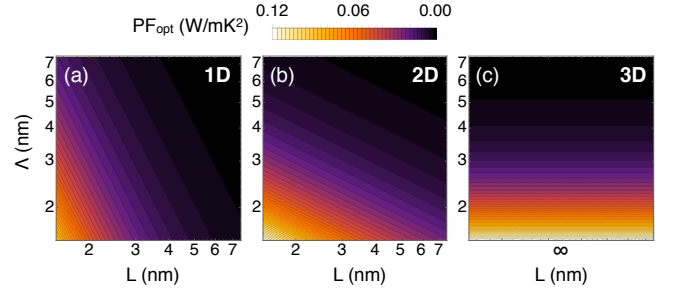 PF_opt (W/mK²) 0.12 0.06 0.00
(a) 1D (b) 2D (c) 3D
Λ (nm)
7 6 5 4 3 2
7 6 5 4 3 2
7 6 5 4 3 2
2 3 4 5 6 7 2 3 4 5 6 7 ∞
L (nm) L (nm) L (nm)